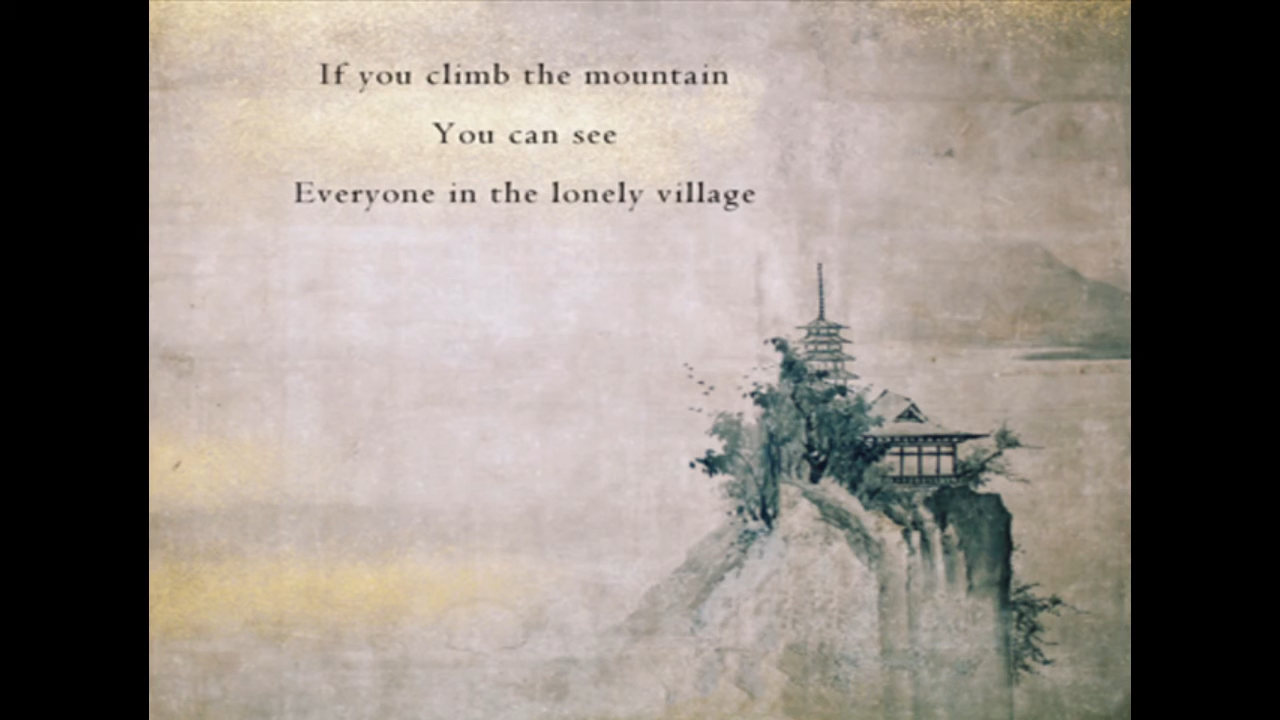 If you climb the mountain
You can see
Everyone in the lonely village